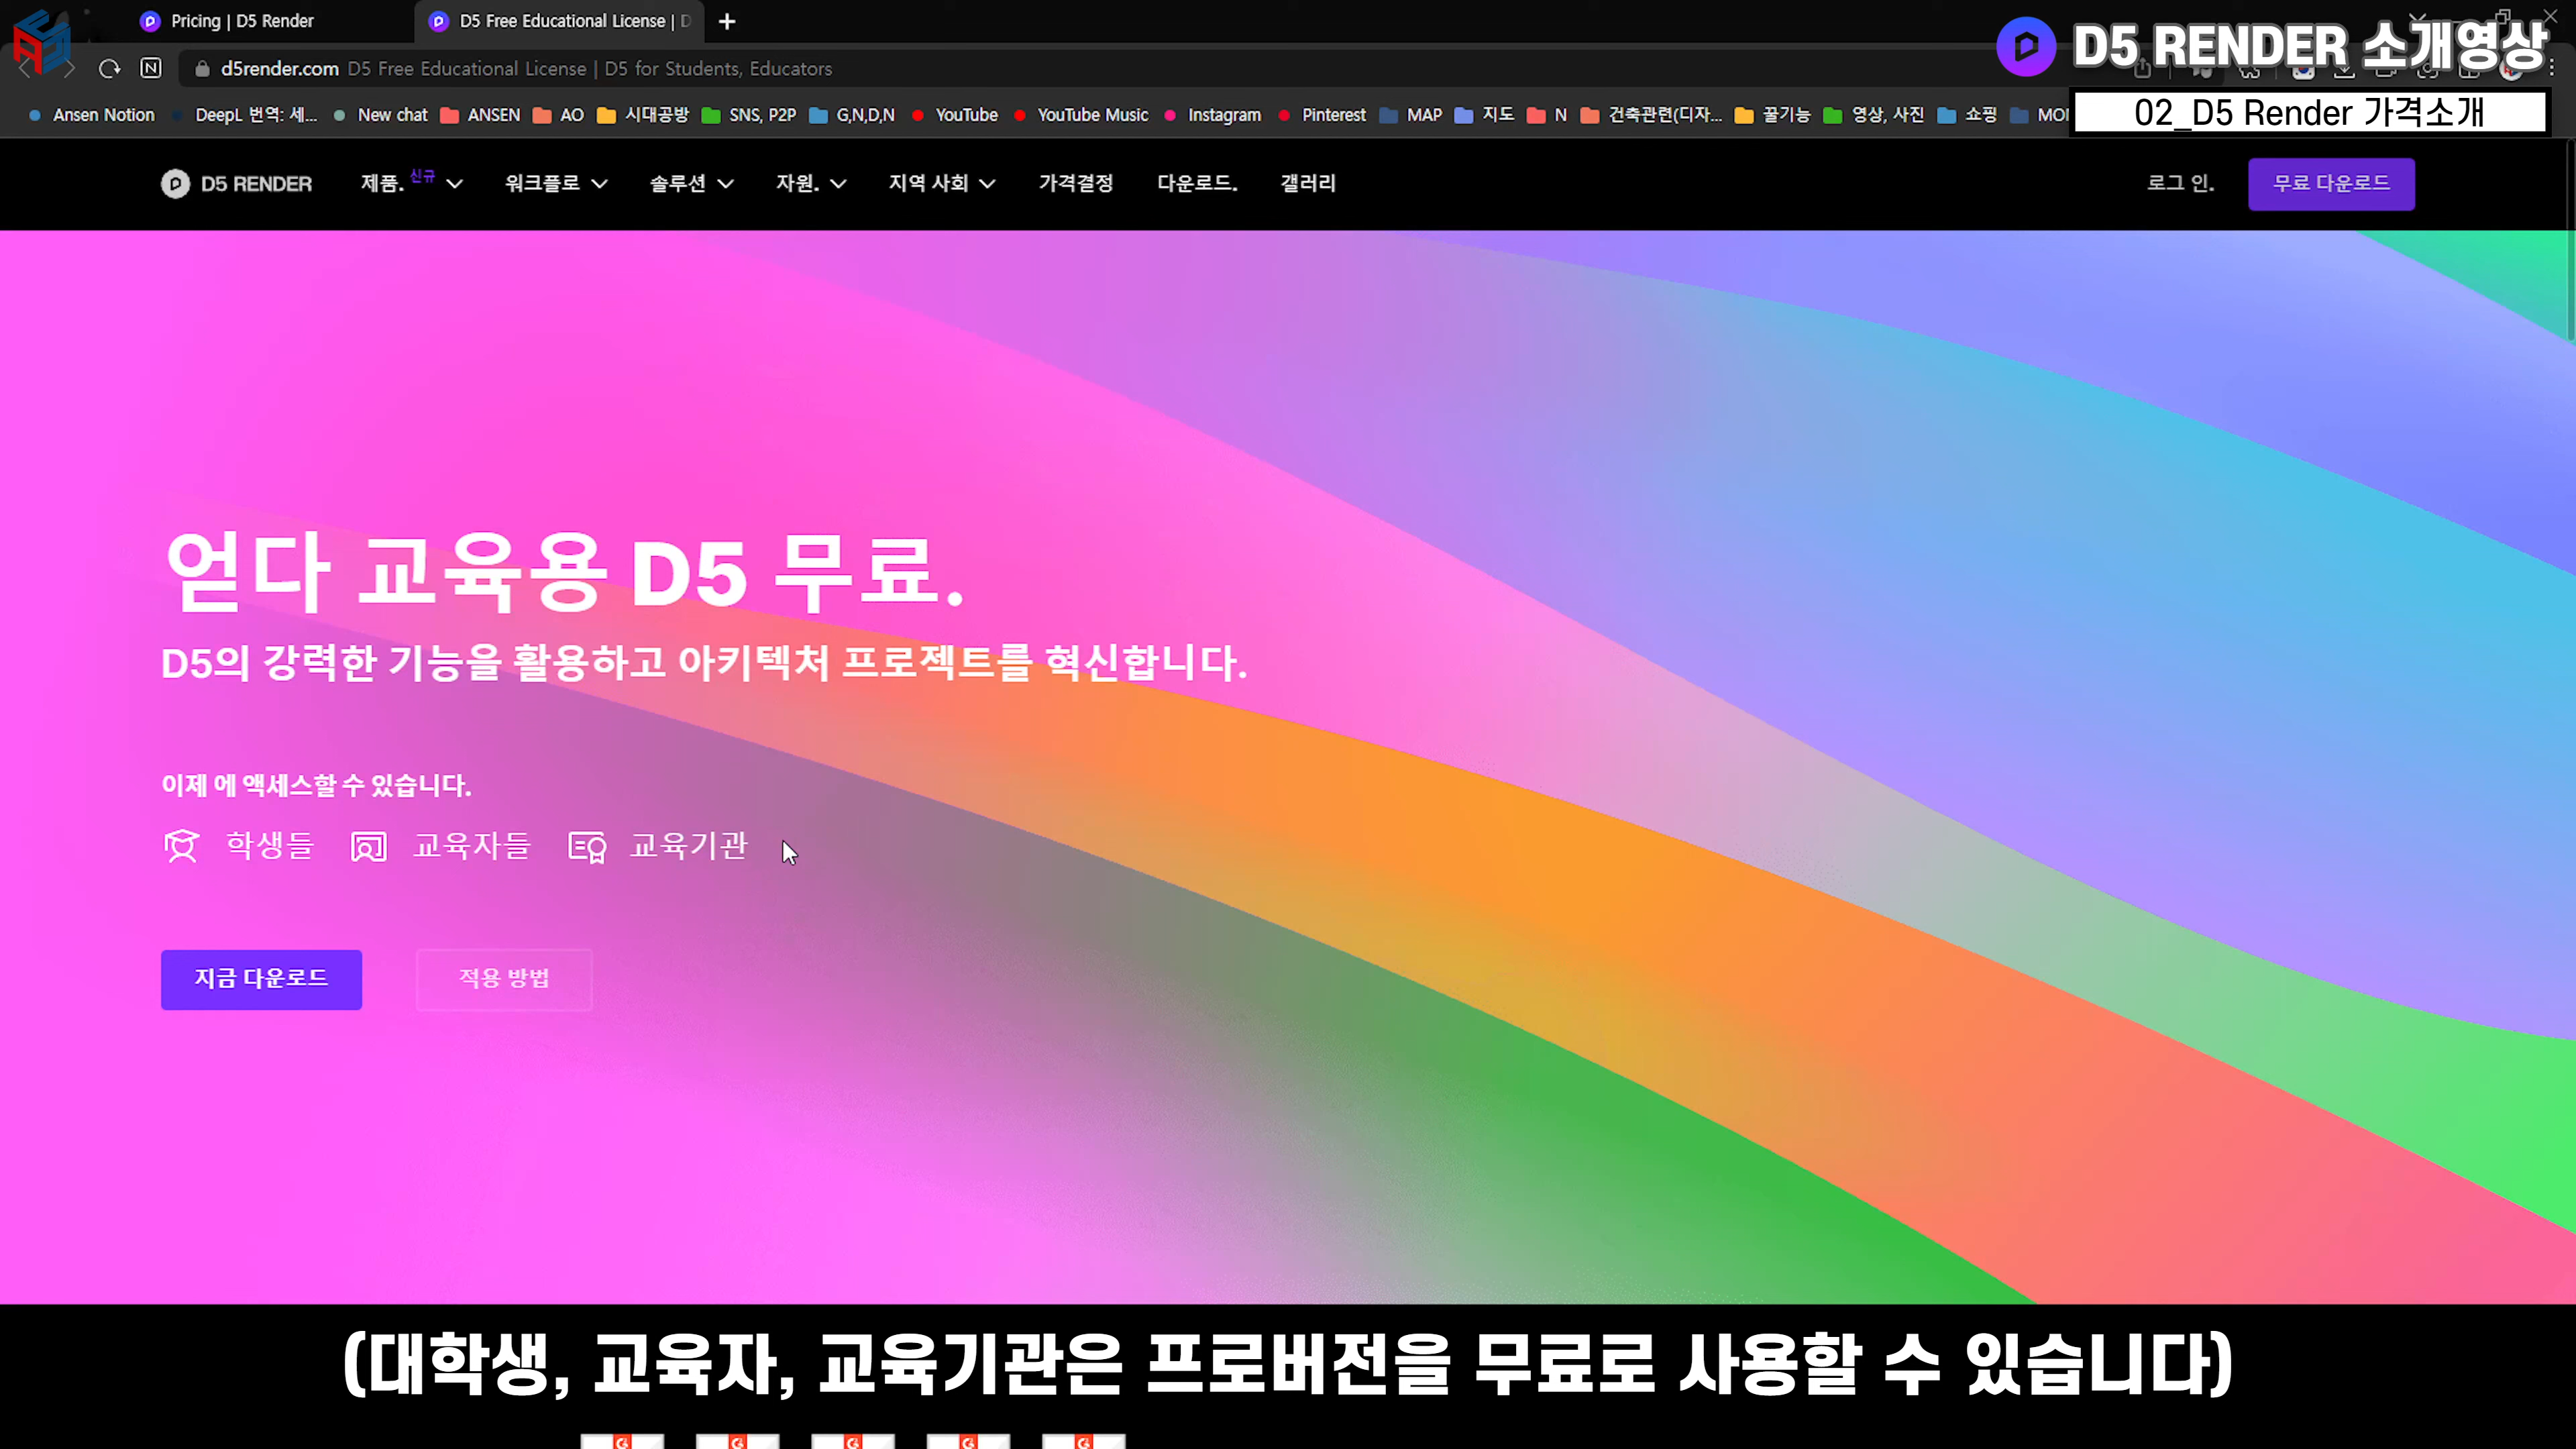 Pricing | D5 Render
D5 Free Educational License | D
D5 RENDER 소개영상
d5render.com D5 Free Educational License | D5 for Students, Educators
Ansen Notion DeepL 번역: 세... New chat ANSEN AO 시대공방 SNS, P2P G,N,D,N YouTube YouTube Music Instagram Pinterest MAP 지도 N 건축관련(디자... 꿀기능 영상, 사진 쇼핑
02_D5 Render 가격소개
D5 RENDER 제품. 신규 워크플로 솔루션 자원. 지역 사회 가격결정 다운로드. 갤러리 로그 인. 무료 다운로드
얻다 교육용 D5 무료.
D5의 강력한 기능을 활용하고 아키텍처 프로젝트를 혁신합니다.
이제 에 액세스할 수 있습니다.
학생들 교육자들 교육기관
지금 다운로드 적용 방법
(대학생, 교육자, 교육기관은 프로버전을 무료로 사용할 수 있습니다)